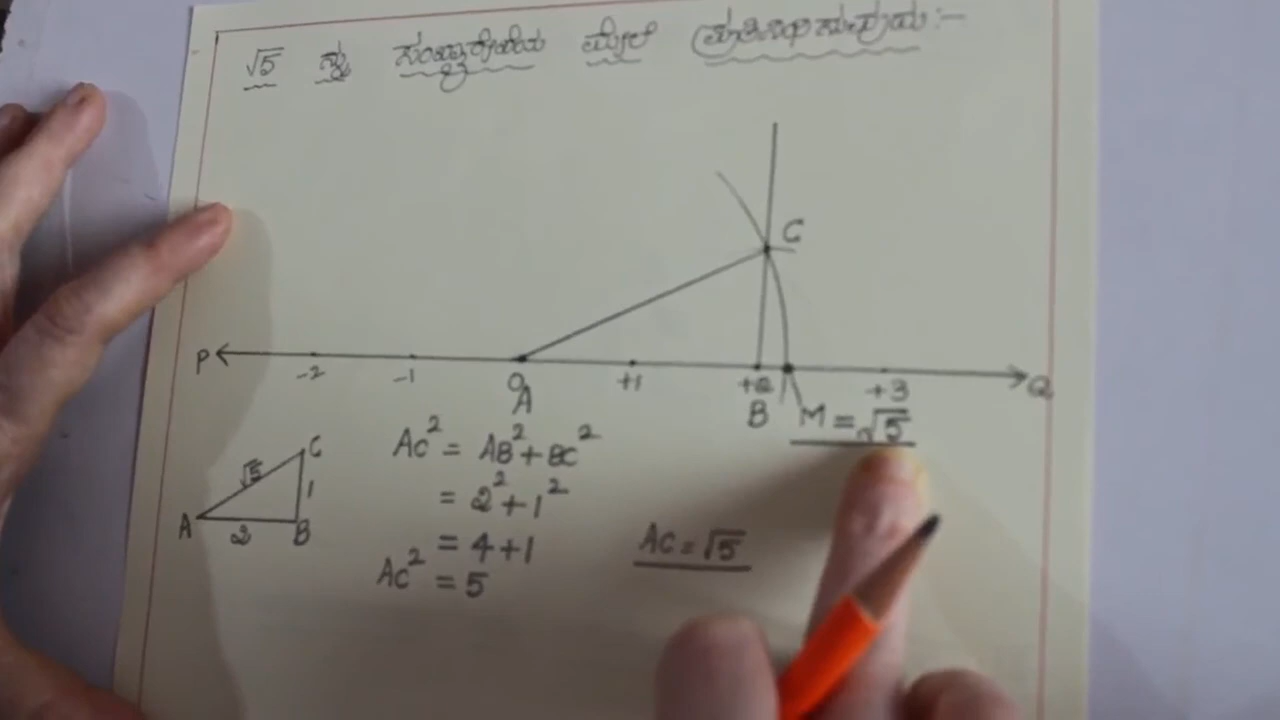 √5 ನ್ನು ಸಂಖ್ಯಾರೇಖೆಯ ಮೇಲೆ ಪ್ರತಿನಿಧಿಸುವುದು:-
C
P -2 -1 0 +1 +2 +3 Q
A B M = √5
AC² = AB² + BC²
= 2² + 1²
= 4 + 1
AC² = 5
AC = √5
√5 C
1
A 2 B